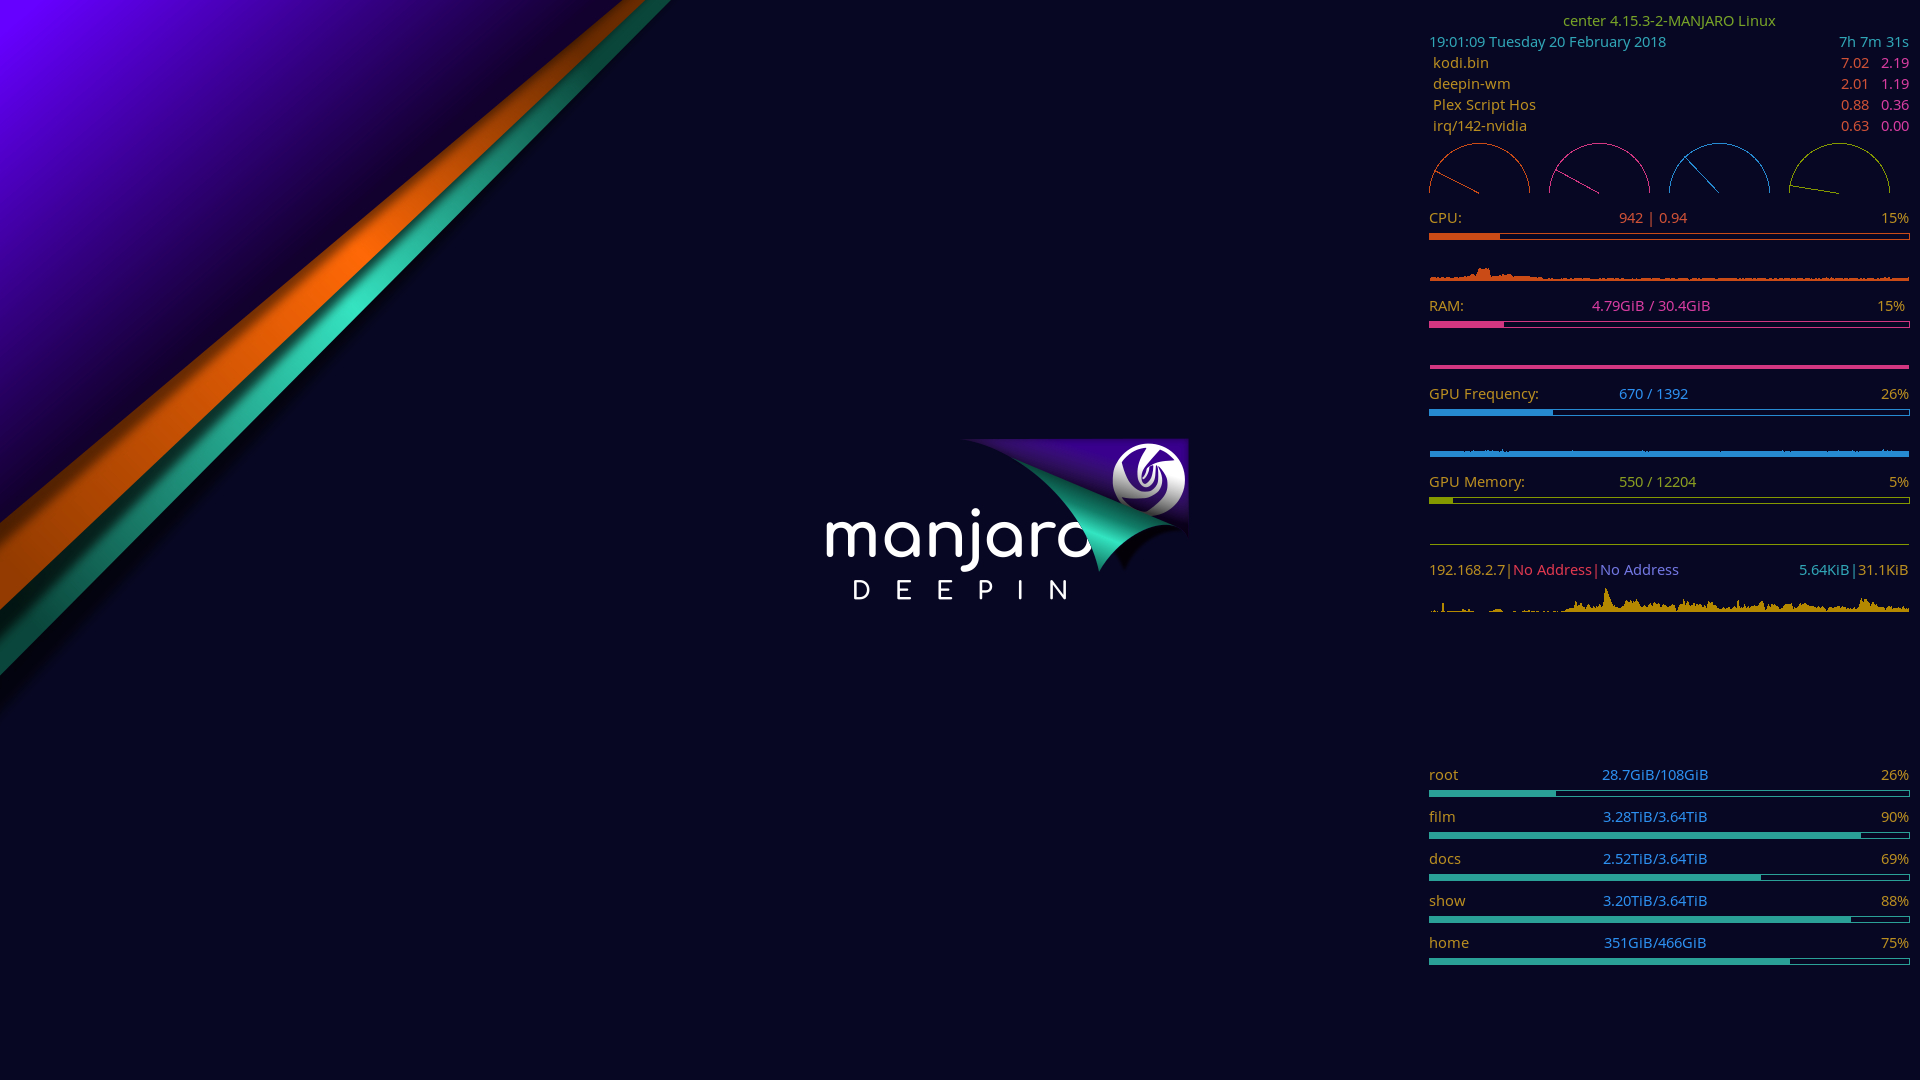 center 4.15.3-2-MANJARO Linux
19:01:09 Tuesday 20 February 2018 7h 7m 31s
kodi.bin 7.02 2.19
deepin-wm 2.01 1.19
Plex Script Hos 0.88 0.36
irq/142-nvidia 0.63 0.00
CPU: 942 | 0.94 15%
RAM: 4.79GiB / 30.4GiB 15%
GPU Frequency: 670 / 1392 26%
GPU Memory: 550 / 12204 5%
192.168.2.7|No Address|No Address 5.64KiB|31.1KiB
root 28.7GiB/108GiB 26%
film 3.28TiB/3.64TiB 90%
docs 2.52TiB/3.64TiB 69%
show 3.20TiB/3.64TiB 88%
home 351GiB/466GiB 75%
manjaro
DEEPIN